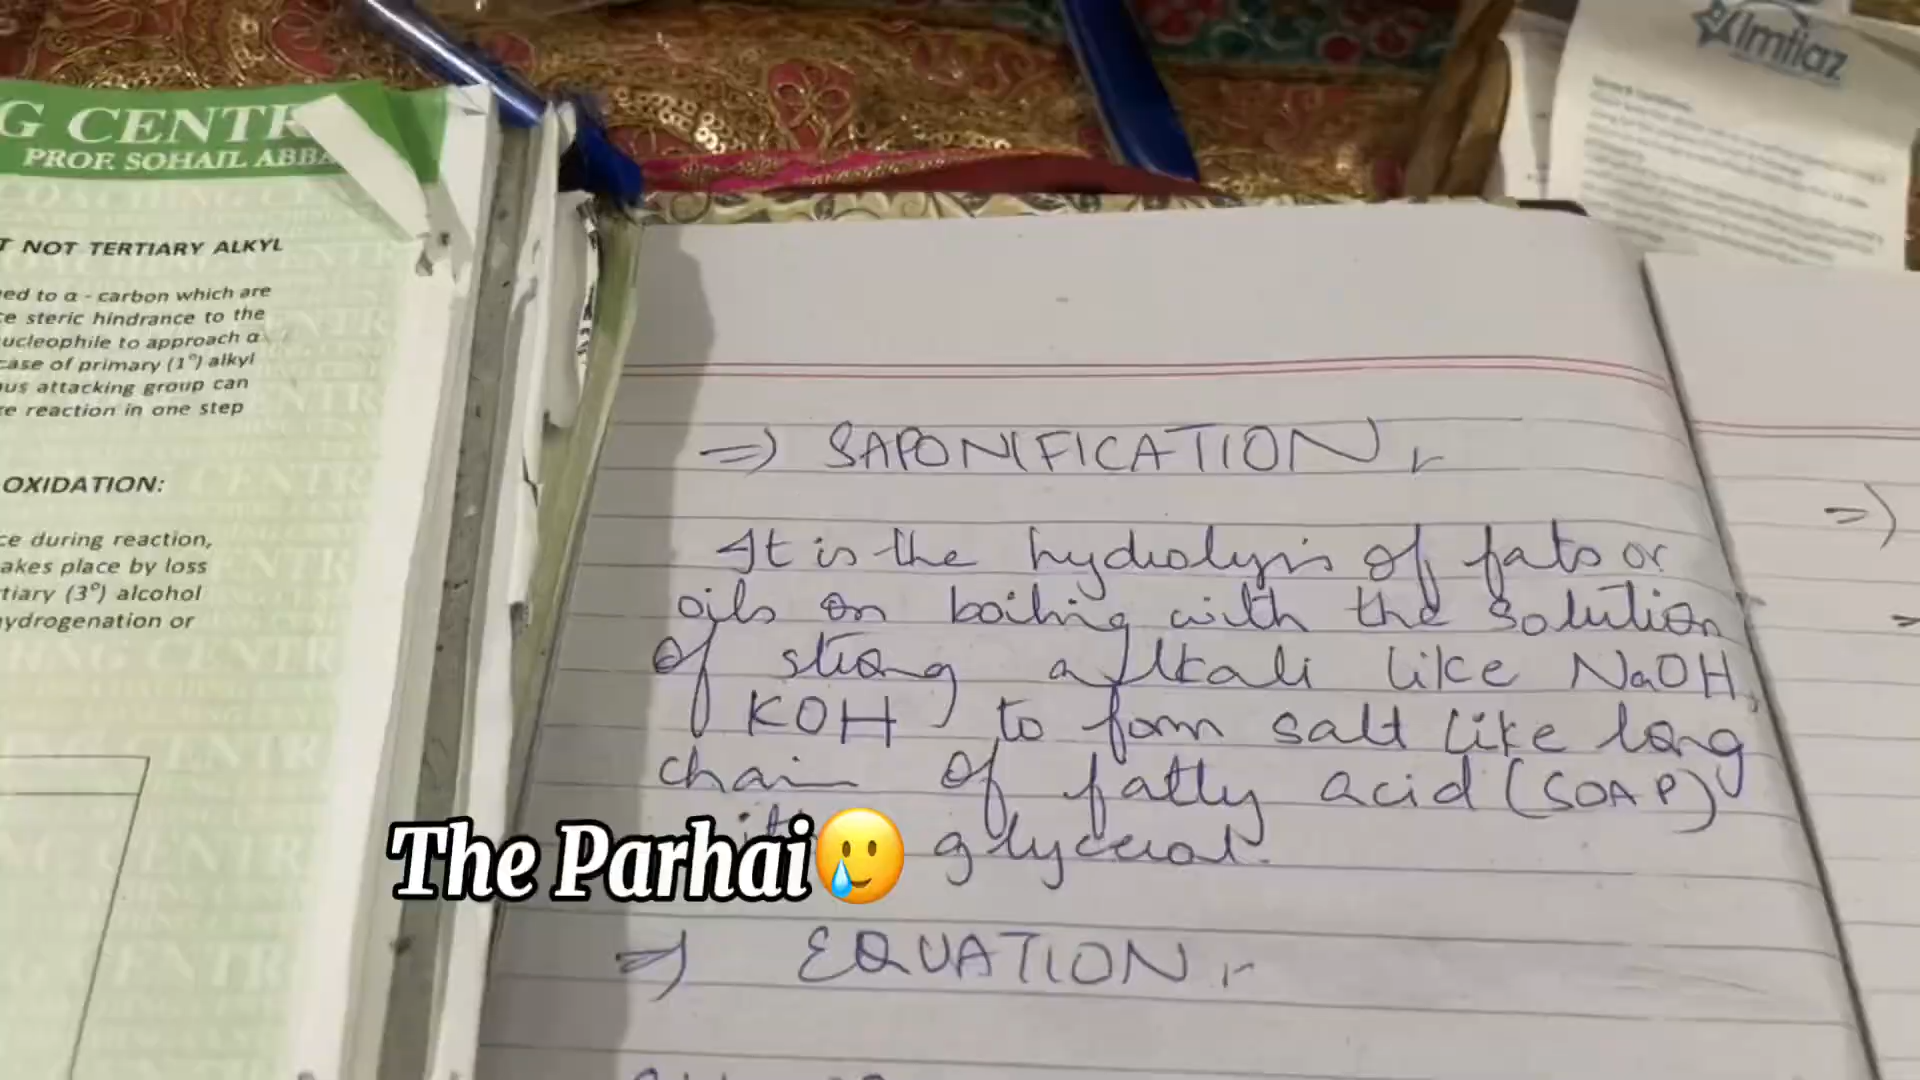 G CENTR
PROF. SOHAIL ABBA
T NOT TERTIARY ALKYL
ed to α - carbon which are
ce steric hindrance to the
ucleophile to approach α
case of primary (1°) alkyl
us attacking group can
re reaction in one step
OXIDATION:
ce during reaction,
akes place by loss
tiary (3°) alcohol
ydrogenation or
Imtiaz
=> SAPONIFICATION
It is the hydrolysis of fats or
oils on boiling with the solution
of strong alkali like NaOH,
KOH to form salt like long
chain of fatty acid (SOAP)
glycerol.
The Parhai🥲
=> EQUATION